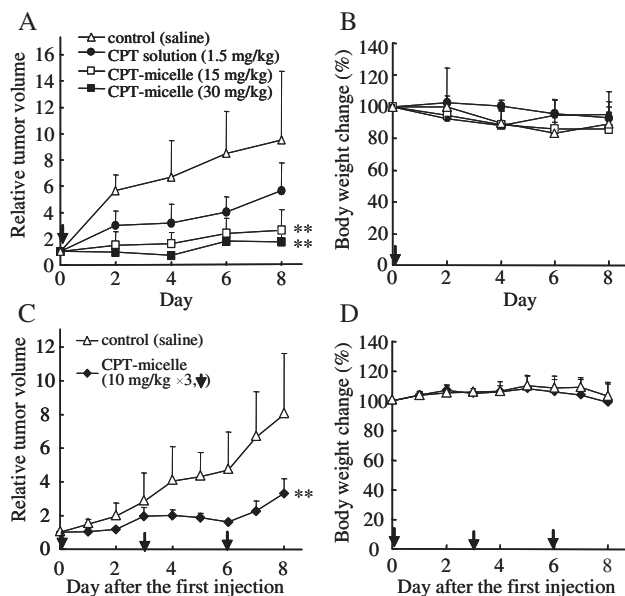 A
control (saline)
CPT solution (1.5 mg/kg)
CPT-micelle (15 mg/kg)
CPT-micelle (30 mg/kg)
Relative tumor volume
16
14
12
10
8
6
4
2
0
**
**
0 2 4 6 8
Day
B
Body weight change (%)
140
120
100
80
60
40
20
0
0 2 4 6 8
Day
C
control (saline)
CPT-micelle
(10 mg/kg ×3, )
Relative tumor volume
12
10
8
6
4
2
0
**
0 2 4 6 8
Day after the first injection
D
Body weight change (%)
140
120
100
80
60
40
20
0
0 2 4 6 8
Day after the first injection